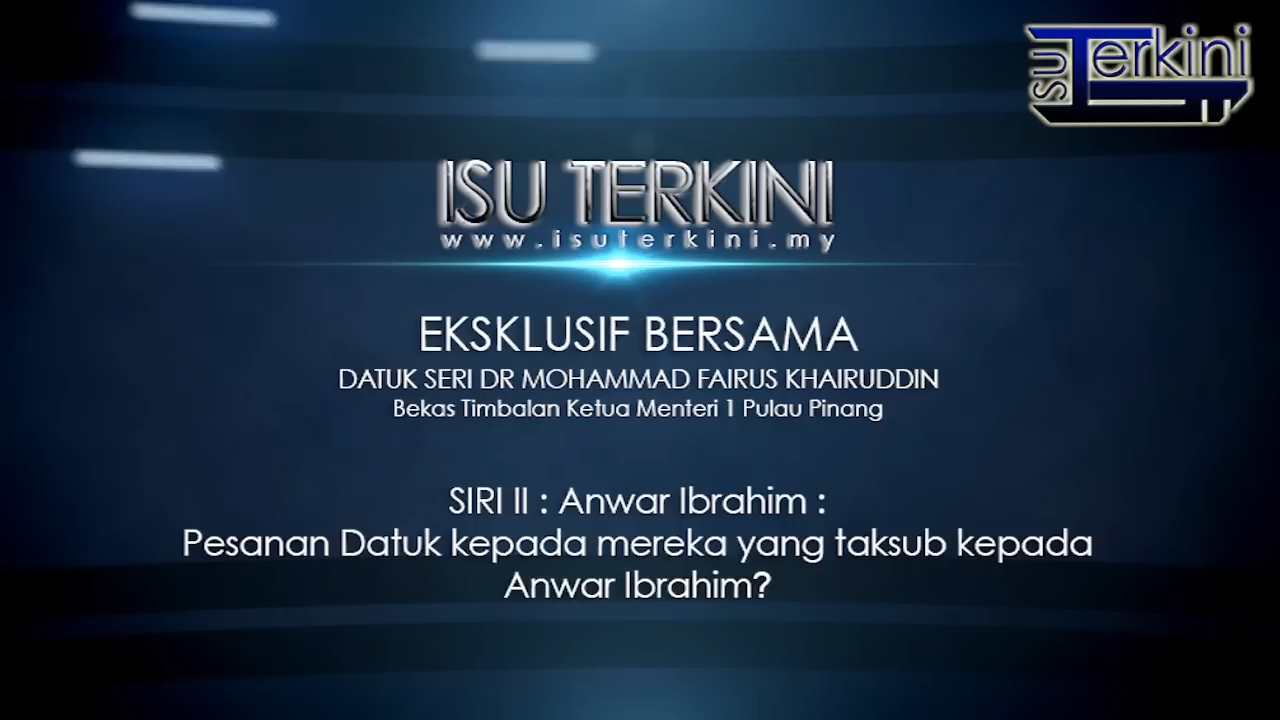 ISU Terkini
ISU TERKINI
www.isuterkini.my
EKSKLUSIF BERSAMA
DATUK SERI DR MOHAMMAD FAIRUS KHAIRUDDIN
Bekas Timbalan Ketua Menteri 1 Pulau Pinang
SIRI II : Anwar Ibrahim :
Pesanan Datuk kepada mereka yang taksub kepada
Anwar Ibrahim?